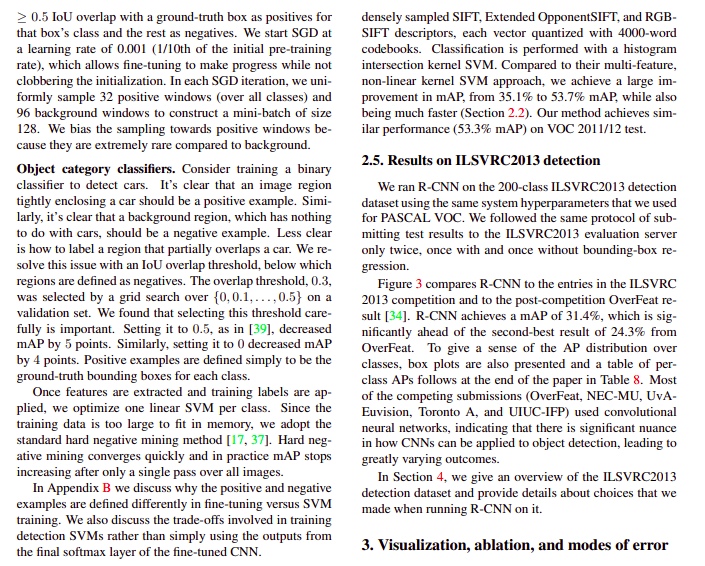 ≥ 0.5 IoU overlap with a ground-truth box as positives for
that box's class and the rest as negatives. We start SGD at
a learning rate of 0.001 (1/10th of the initial pre-training
rate), which allows fine-tuning to make progress while not
clobbering the initialization. In each SGD iteration, we uni-
formly sample 32 positive windows (over all classes) and
96 background windows to construct a mini-batch of size
128. We bias the sampling towards positive windows be-
cause they are extremely rare compared to background.
Object category classifiers. Consider training a binary
classifier to detect cars. It's clear that an image region
tightly enclosing a car should be a positive example. Simi-
larly, it's clear that a background region, which has nothing
to do with cars, should be a negative example. Less clear
is how to label a region that partially overlaps a car. We re-
solve this issue with an IoU overlap threshold, below which
regions are defined as negatives. The overlap threshold, 0.3,
was selected by a grid search over {0, 0.1, . . . , 0.5} on a
validation set. We found that selecting this threshold care-
fully is important. Setting it to 0.5, as in [39], decreased
mAP by 5 points. Similarly, setting it to 0 decreased mAP
by 4 points. Positive examples are defined simply to be the
ground-truth bounding boxes for each class.
Once features are extracted and training labels are ap-
plied, we optimize one linear SVM per class. Since the
training data is too large to fit in memory, we adopt the
standard hard negative mining method [17, 37]. Hard neg-
ative mining converges quickly and in practice mAP stops
increasing after only a single pass over all images.
In Appendix B we discuss why the positive and negative
examples are defined differently in fine-tuning versus SVM
training. We also discuss the trade-offs involved in training
detection SVMs rather than simply using the outputs from
the final softmax layer of the fine-tuned CNN.
densely sampled SIFT, Extended OpponentSIFT, and RGB-
SIFT descriptors, each vector quantized with 4000-word
codebooks. Classification is performed with a histogram
intersection kernel SVM. Compared to their multi-feature,
non-linear kernel SVM approach, we achieve a large im-
provement in mAP, from 35.1% to 53.7% mAP, while also
being much faster (Section 2.2). Our method achieves sim-
ilar performance (53.3% mAP) on VOC 2011/12 test.
2.5. Results on ILSVRC2013 detection
We ran R-CNN on the 200-class ILSVRC2013 detection
dataset using the same system hyperparameters that we used
for PASCAL VOC. We followed the same protocol of sub-
mitting test results to the ILSVRC2013 evaluation server
only twice, once with and once without bounding-box re-
gression.
Figure 3 compares R-CNN to the entries in the ILSVRC
2013 competition and to the post-competition OverFeat re-
sult [34]. R-CNN achieves a mAP of 31.4%, which is sig-
nificantly ahead of the second-best result of 24.3% from
OverFeat. To give a sense of the AP distribution over
classes, box plots are also presented and a table of per-
class APs follows at the end of the paper in Table 8. Most
of the competing submissions (OverFeat, NEC-MU, UvA-
Euvision, Toronto A, and UIUC-IFP) used convolutional
neural networks, indicating that there is significant nuance
in how CNNs can be applied to object detection, leading to
greatly varying outcomes.
In Section 4, we give an overview of the ILSVRC2013
detection dataset and provide details about choices that we
made when running R-CNN on it.
3. Visualization, ablation, and modes of error